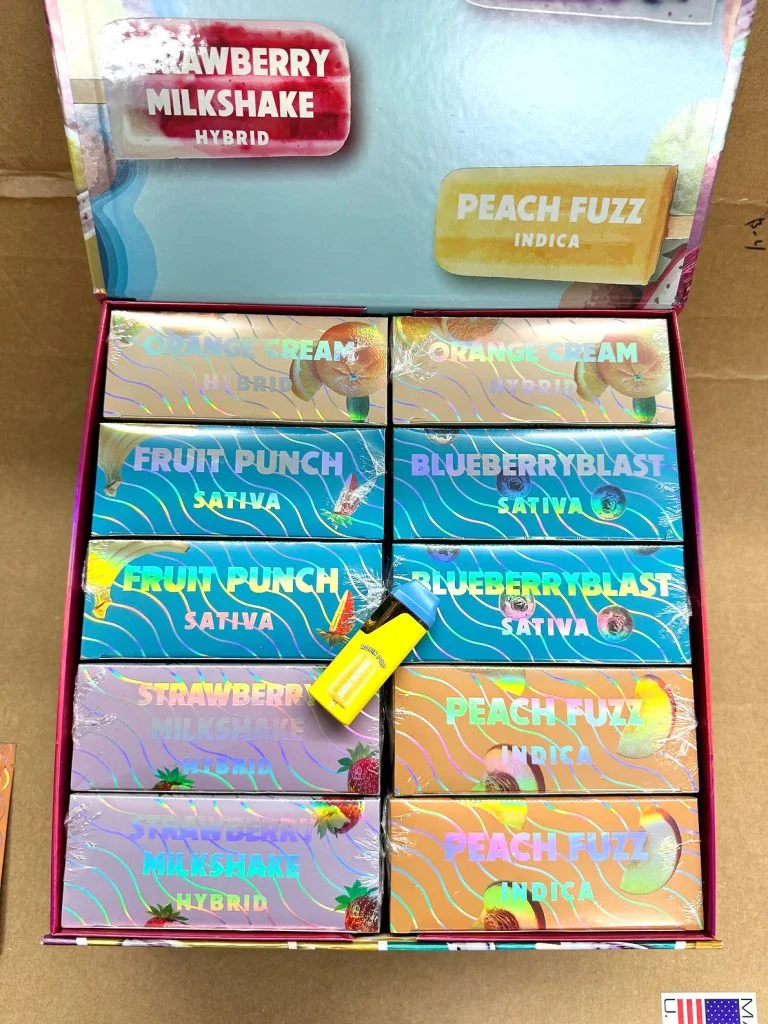 STRAWBERRY
MILKSHAKE
HYBRID
PEACH FUZZ
INDICA
ORANGE CREAM
HYBRID
ORANGE CREAM
HYBRID
FRUIT PUNCH
SATIVA
BLUEBERRYBLAST
SATIVA
FRUIT PUNCH
SATIVA
BLUEBERRYBLAST
SATIVA
STRAWBERRY
MILKSHAKE
HYBRID
PEACH FUZZ
INDICA
STRAWBERRY
MILKSHAKE
HYBRID
PEACH FUZZ
INDICA